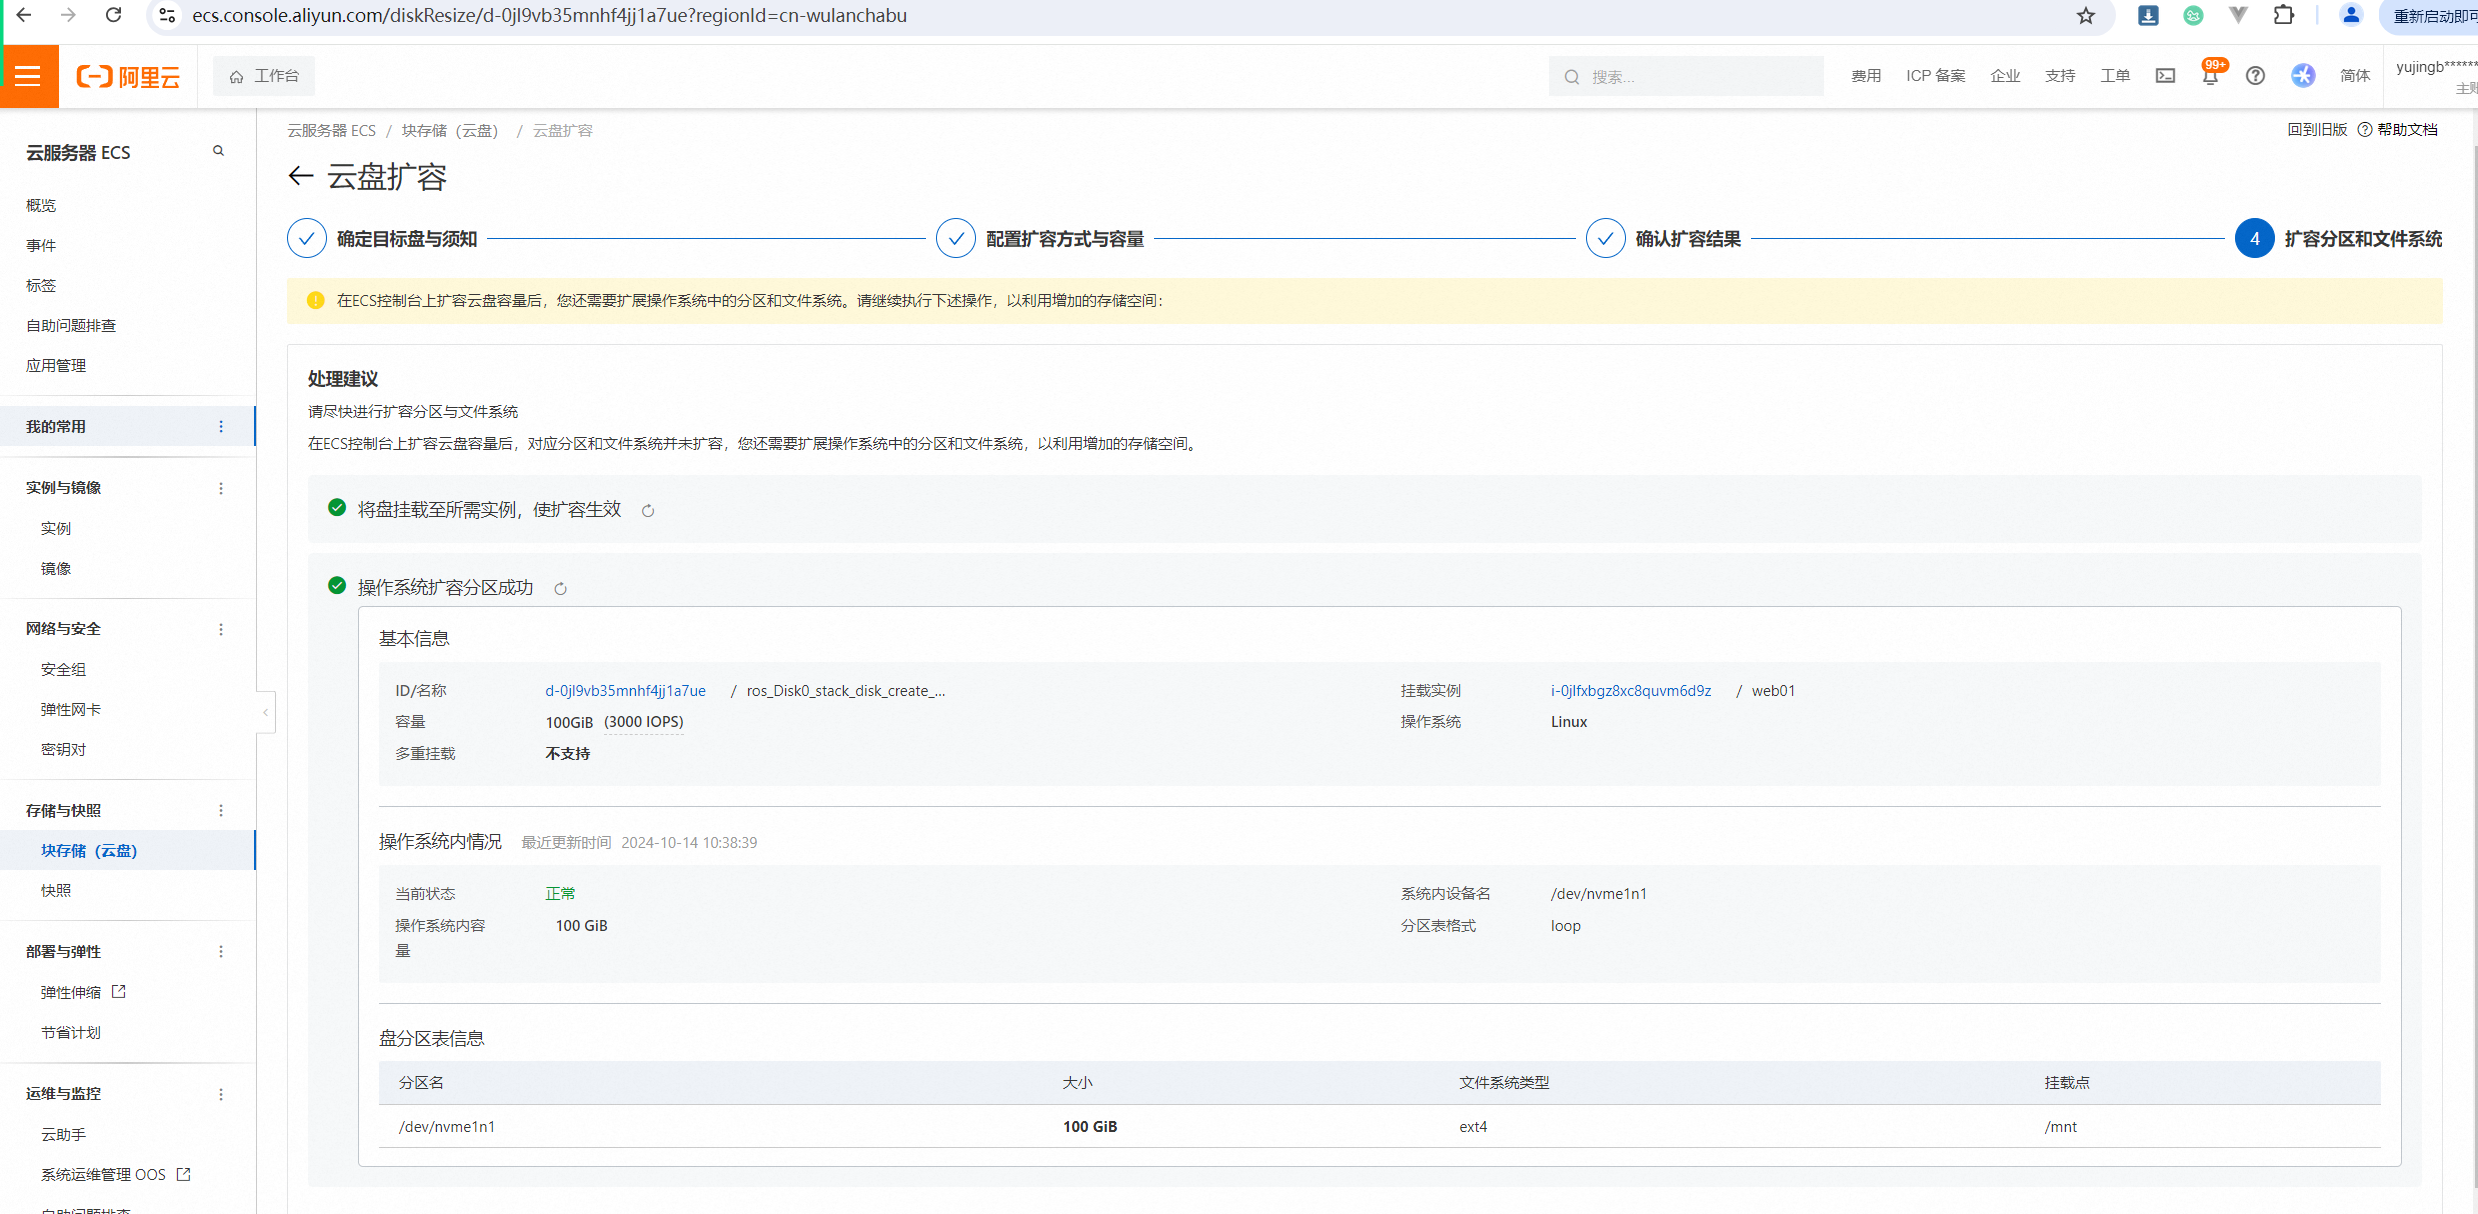 ecs.console.aliyun.com/diskResize/d-0jl9vb35mnhf4jj1a7ue?regionId=cn-wulanchabu
重新启动即可
阿里云
工作台
搜索...
费用
ICP 备案
企业
支持
工单
99+
简体
yujingb******
主账
云服务器 ECS
概览
事件
标签
自助问题排查
应用管理
我的常用
实例与镜像
实例
镜像
网络与安全
安全组
弹性网卡
密钥对
存储与快照
块存储（云盘）
快照
部署与弹性
弹性伸缩
节省计划
运维与监控
云助手
系统运维管理 OOS
自助问题排查
云服务器 ECS / 块存储（云盘） / 云盘扩容
回到旧版 帮助文档
云盘扩容
确定目标盘与须知
配置扩容方式与容量
确认扩容结果
4 扩容分区和文件系统
在ECS控制台上扩容云盘容量后，您还需要扩展操作系统中的分区和文件系统。请继续执行下述操作，以利用增加的存储空间：
处理建议
请尽快进行扩容分区与文件系统
在ECS控制台上扩容云盘容量后，对应分区和文件系统并未扩容，您还需要扩展操作系统中的分区和文件系统，以利用增加的存储空间。
将盘挂载至所需实例，使扩容生效
操作系统扩容分区成功
基本信息
ID/名称 d-0jl9vb35mnhf4jj1a7ue / ros_Disk0_stack_disk_create_...
挂载实例 i-0jlfxbgz8xc8quvm6d9z / web01
容量 100GiB (3000 IOPS)
操作系统 Linux
多重挂载 不支持
操作系统内情况 最近更新时间 2024-10-14 10:38:39
当前状态 正常
系统内设备名 /dev/nvme1n1
操作系统内容量 100 GiB
分区表格式 loop
盘分区表信息
分区名 大小 文件系统类型 挂载点
/dev/nvme1n1 100 GiB ext4 /mnt